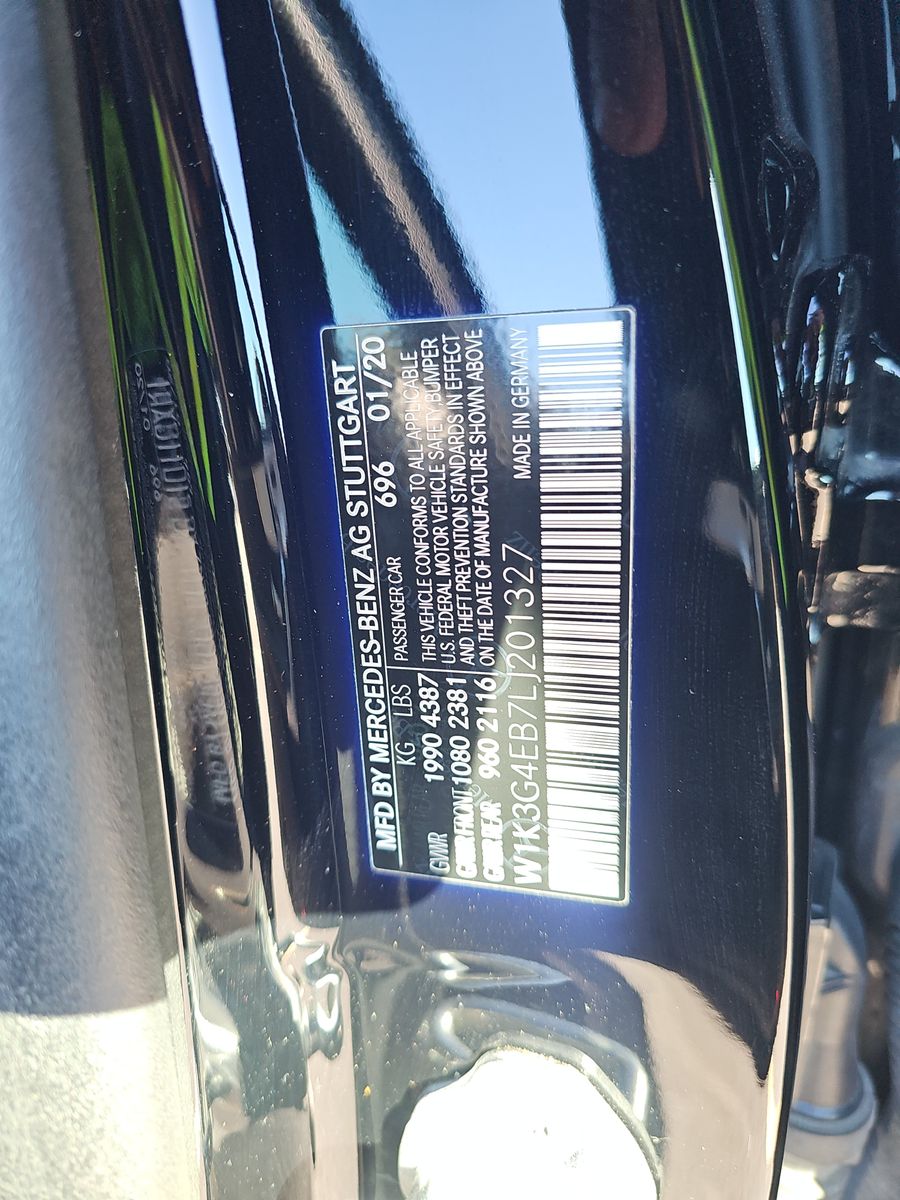 MFD BY MERCEDES-BENZ AG STUTTGART
KG LBS PASSENGER CAR 696 01/20
GWR 1990 4387
GAWR FRONT 1080 2381
GAWR REAR 960 2116
THIS VEHICLE CONFORMS TO ALL APPLICABLE
U.S. FEDERAL MOTOR VEHICLE SAFETY, BUMPER
AND THEFT PREVENTION STANDARDS IN EFFECT
ON THE DATE OF MANUFACTURE SHOWN ABOVE
W1K3G4EB7LJ201327
MADE IN GERMANY